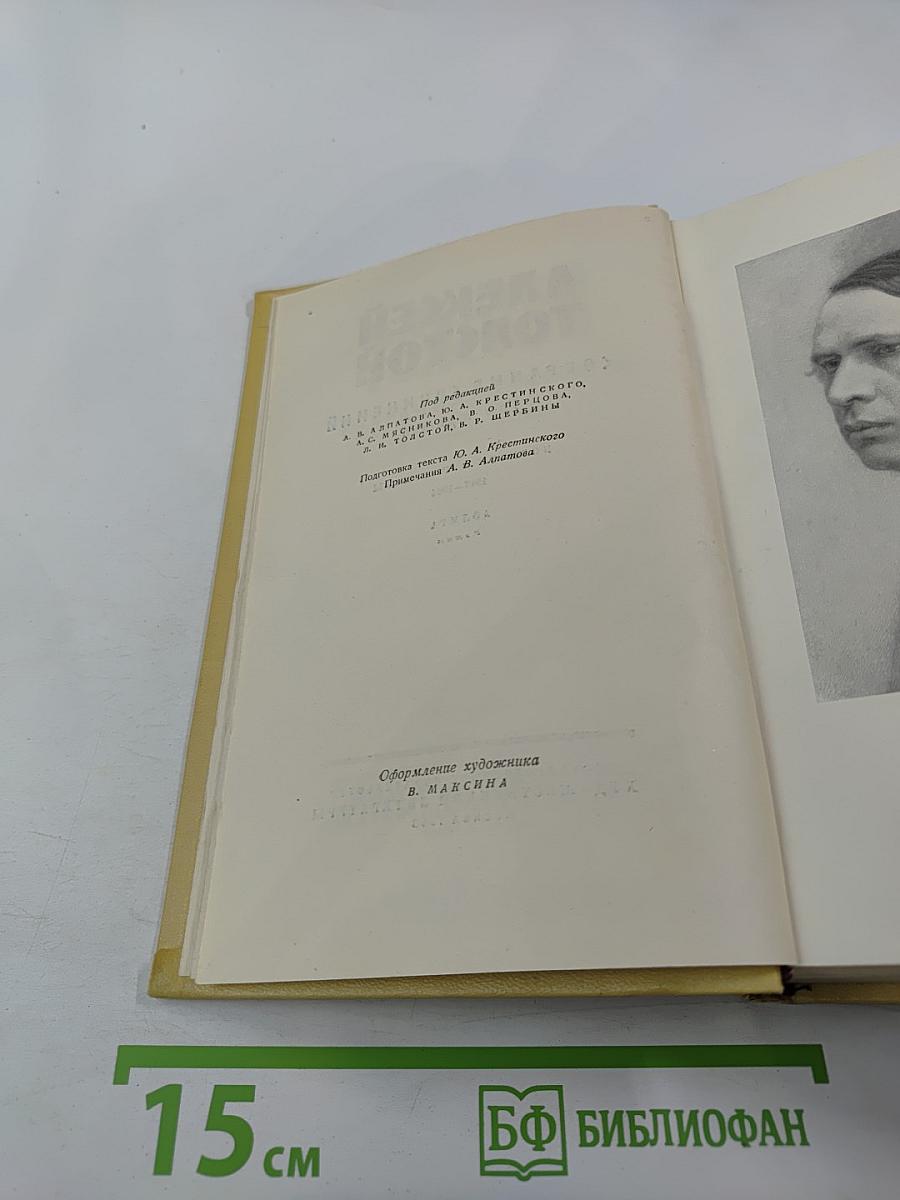 Под редакцией
А. В. АЛПАТОВА, Ю. А. КРЕСТИНСКОГО,
А. С. МЯСНИКОВА, В. О. ПЕРЦОВА,
Л. И. ТОЛСТОЙ, В. Р. ЩЕРБИНЫ
Подготовка текста Ю. А. Крестинского
Примечания А. В. Алпатова
Оформление художника
В. МАКСИНА
15 см
БФ БИБЛИОФАН